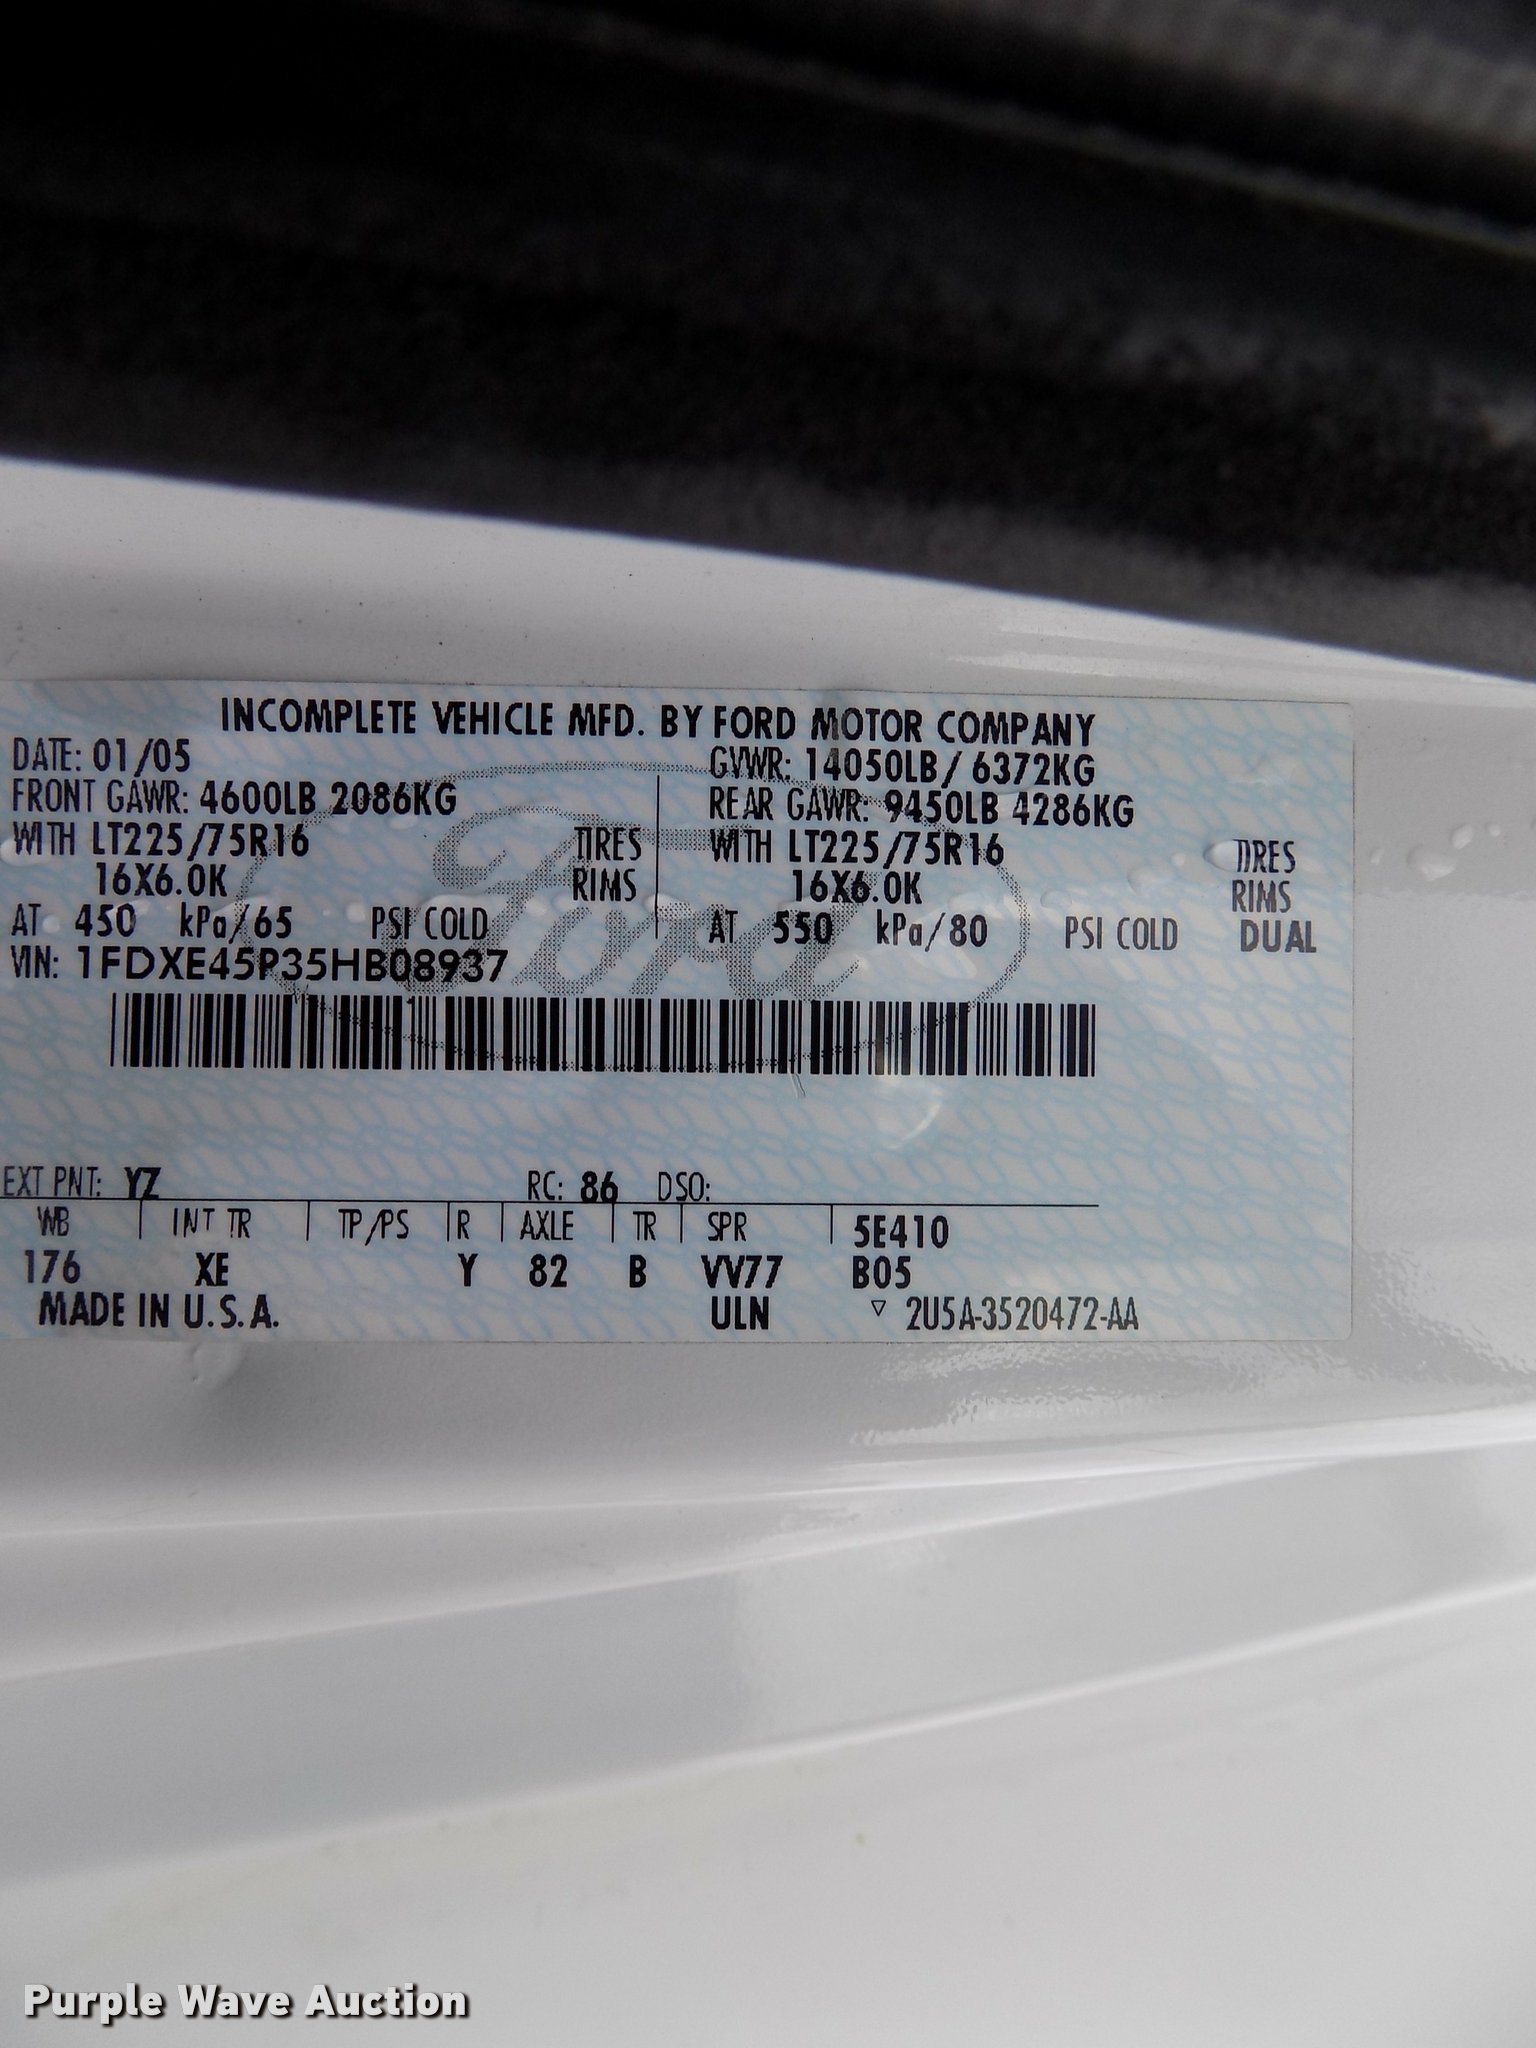 INCOMPLETE VEHICLE MFD. BY FORD MOTOR COMPANY
DATE: 01/05 GVWR: 14050LB/ 6372KG
FRONT GAWR: 4600LB 2086KG REAR GAWR: 9450LB 4286KG
WITH LT225/75R16 TIRES WITH LT225/75R16 TIRES
16X6.0K RIMS 16X6.0K RIMS
AT 450 kPa/65 PSI COLD AT 550 kPa/80 PSI COLD DUAL
VIN: 1FDXE45P35HB08937
Ford
EXT PNT: YZ RC: 86 DSO:
WB INT TR TP/PS R AXLE TR SPR 5E410
176 XE Y 82 B VV77 B05
MADE IN U.S.A. ULN ▽ 2U5A-3520472-AA
Purple Wave Auction